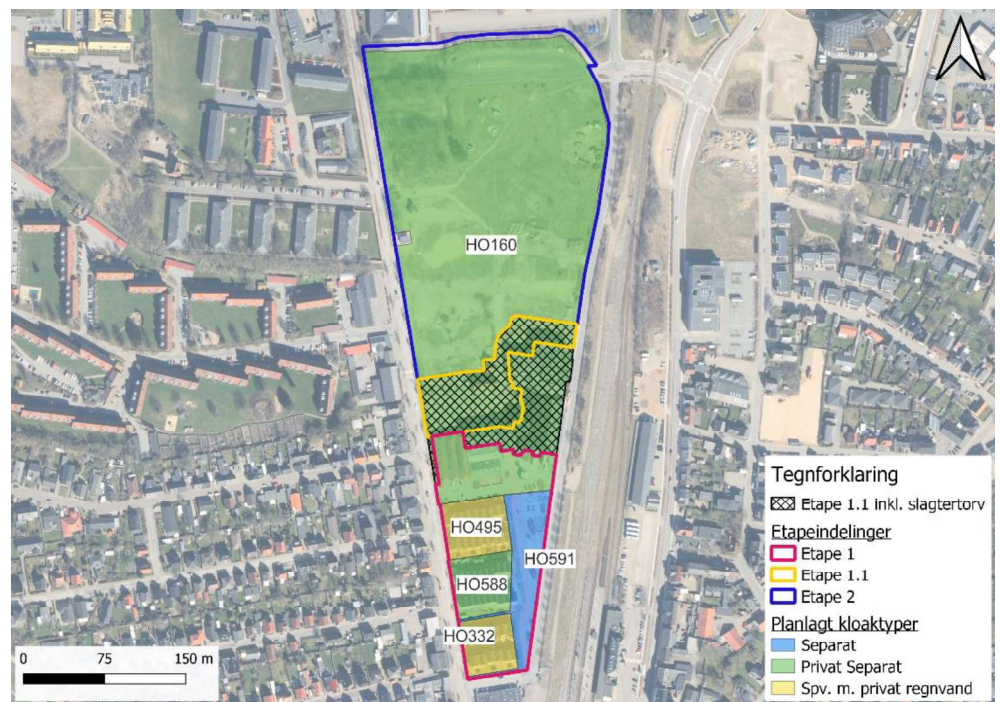 HO160
HO495
HO591
HO588
HO332
0 75 150 m
Tegnforklaring
Etape 1.1 inkl. slagtertorv
Etapeindelinger
Etape 1
Etape 1.1
Etape 2
Planlagt kloaktyper
Separat
Privat Separat
Spv. m. privat regnvand